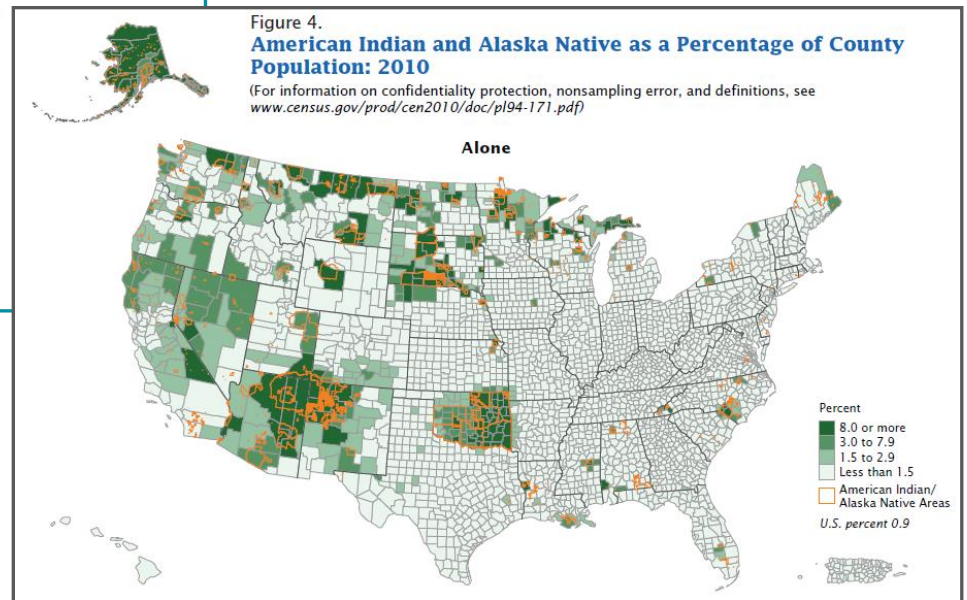 Figure 4.
American Indian and Alaska Native as a Percentage of County
Population: 2010
(For information on confidentiality protection, nonsampling error, and definitions, see
www.census.gov/prod/cen2010/doc/pl94-171.pdf)
Alone
Percent
8.0 or more
3.0 to 7.9
1.5 to 2.9
Less than 1.5
American Indian/
Alaska Native Areas
U.S. percent 0.9